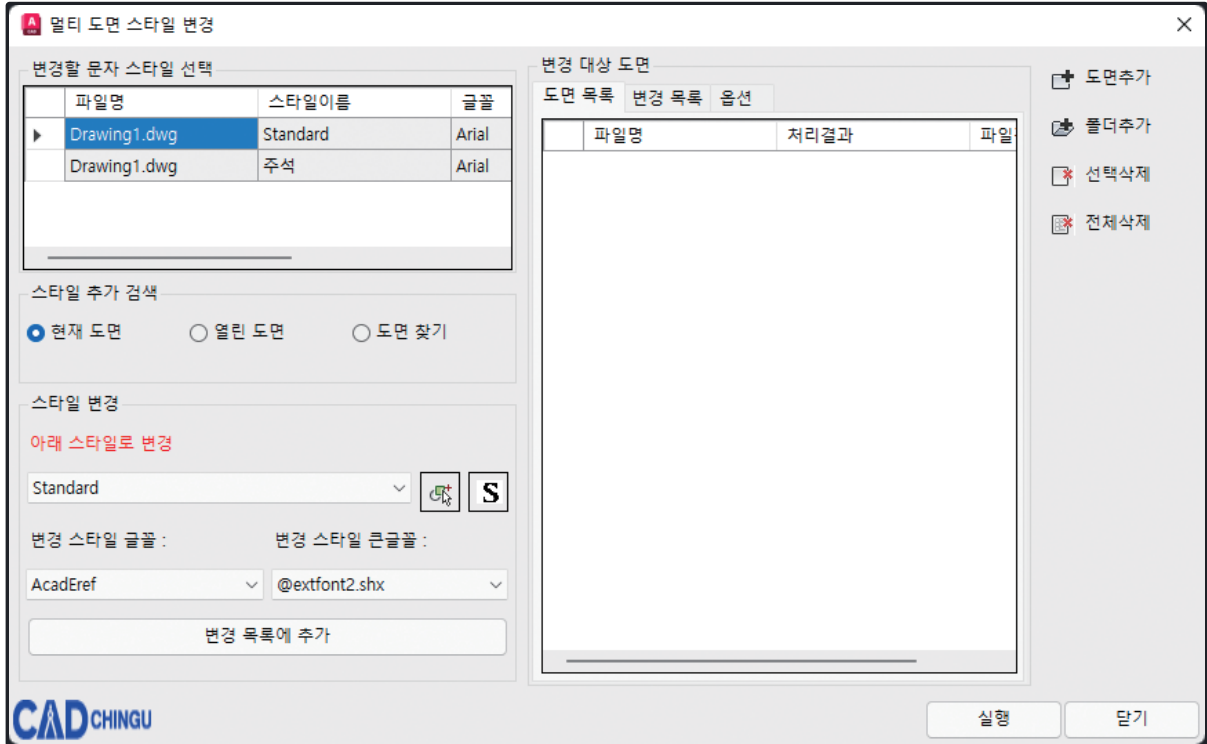 멀티 도면 스타일 변경
변경할 문자 스타일 선택
파일명 스타일이름 글꼴
Drawing1.dwg Standard Arial
Drawing1.dwg 주석 Arial
스타일 추가 검색
현재 도면 열린 도면 도면 찾기
스타일 변경
아래 스타일로 변경
Standard
S
변경 스타일 글꼴 : 변경 스타일 큰글꼴 :
AcadEref @extfont2.shx
변경 목록에 추가
변경 대상 도면
도면 목록 변경 목록 옵션
파일명 처리결과 파일
도면추가
폴더추가
선택삭제
전체삭제
CAD CHINGU
실행 닫기